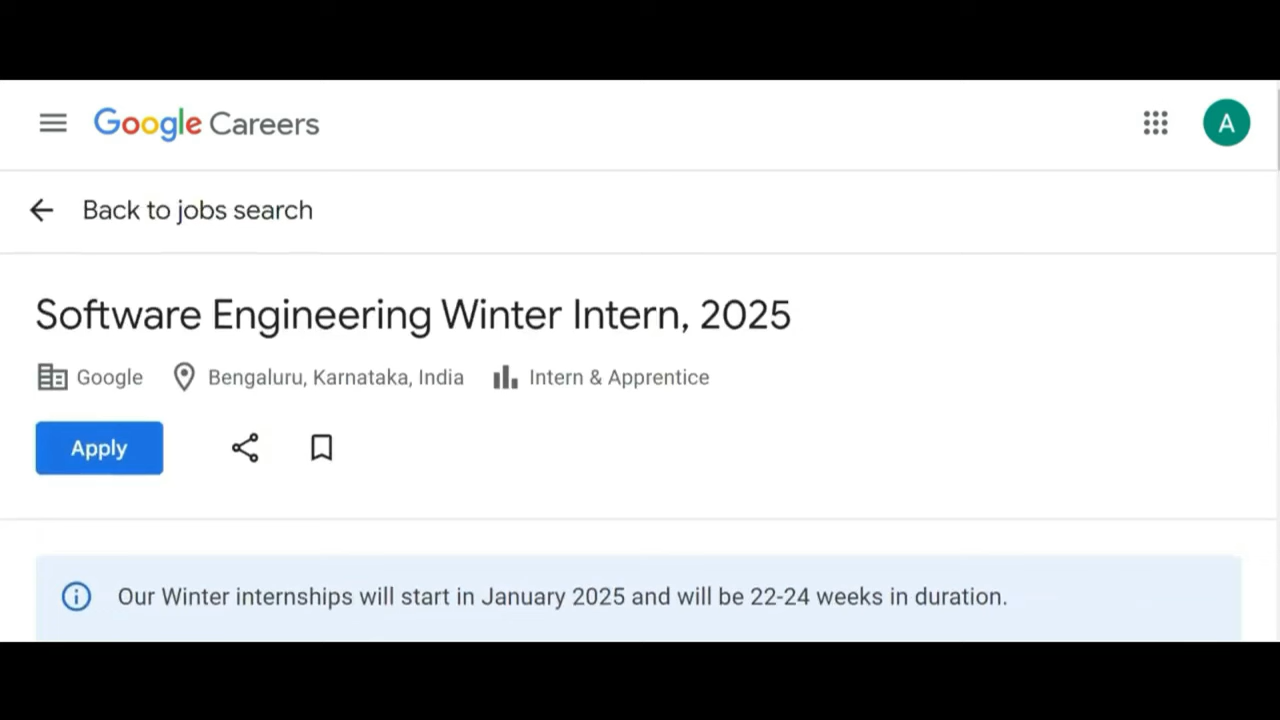 Google Careers
A
Back to jobs search
Software Engineering Winter Intern, 2025
Google Bengaluru, Karnataka, India Intern & Apprentice
Apply
Our Winter internships will start in January 2025 and will be 22-24 weeks in duration.